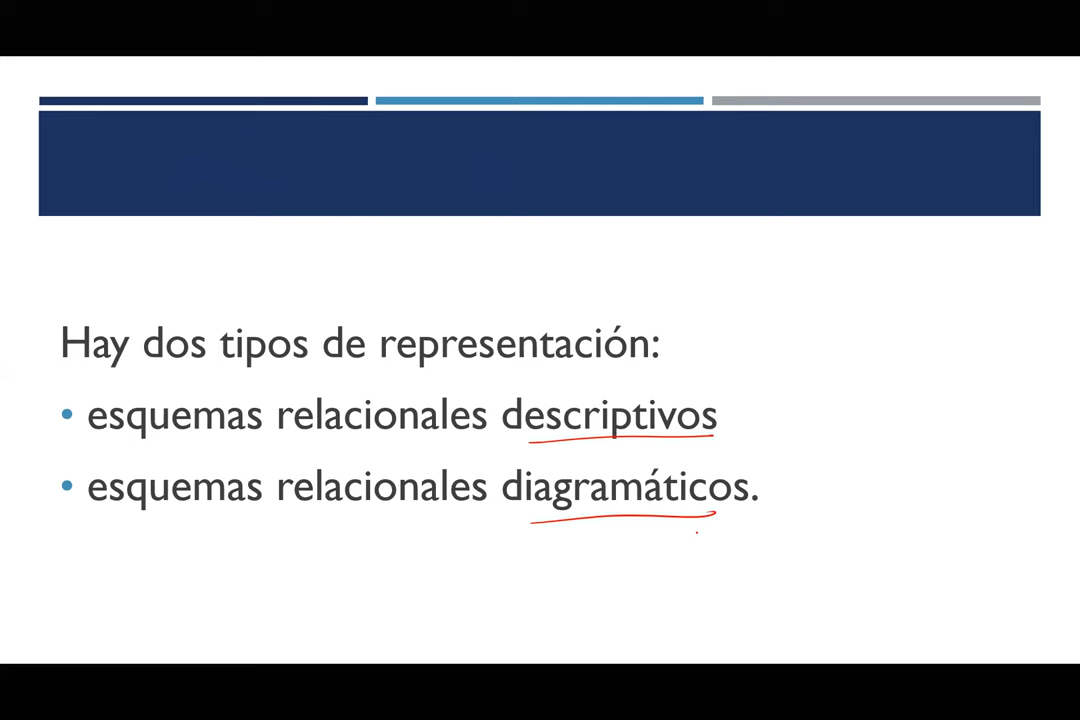 Hay dos tipos de representación:
• esquemas relacionales descriptivos
• esquemas relacionales diagramáticos.